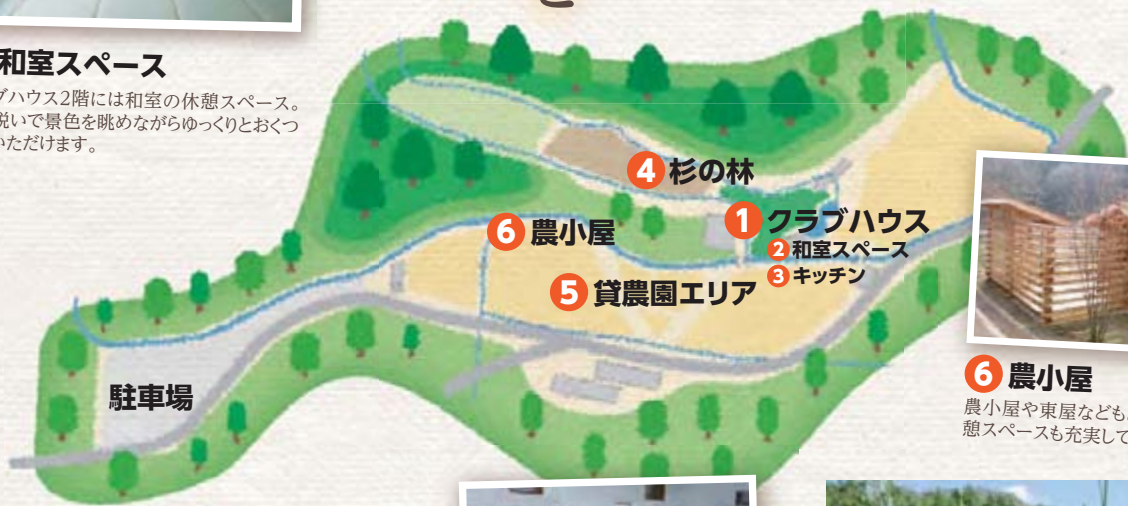 と
和室スペース
ブハウス2階には和室の休憩スペース。
脱いで景色を眺めながらゆっくりとおくつ
いただけます。
4 杉の林
1 クラブハウス
2 和室スペース
3 キッチン
6 農小屋
5 貸農園エリア
駐車場
6 農小屋
農小屋や東屋なども
憩スペースも充実して